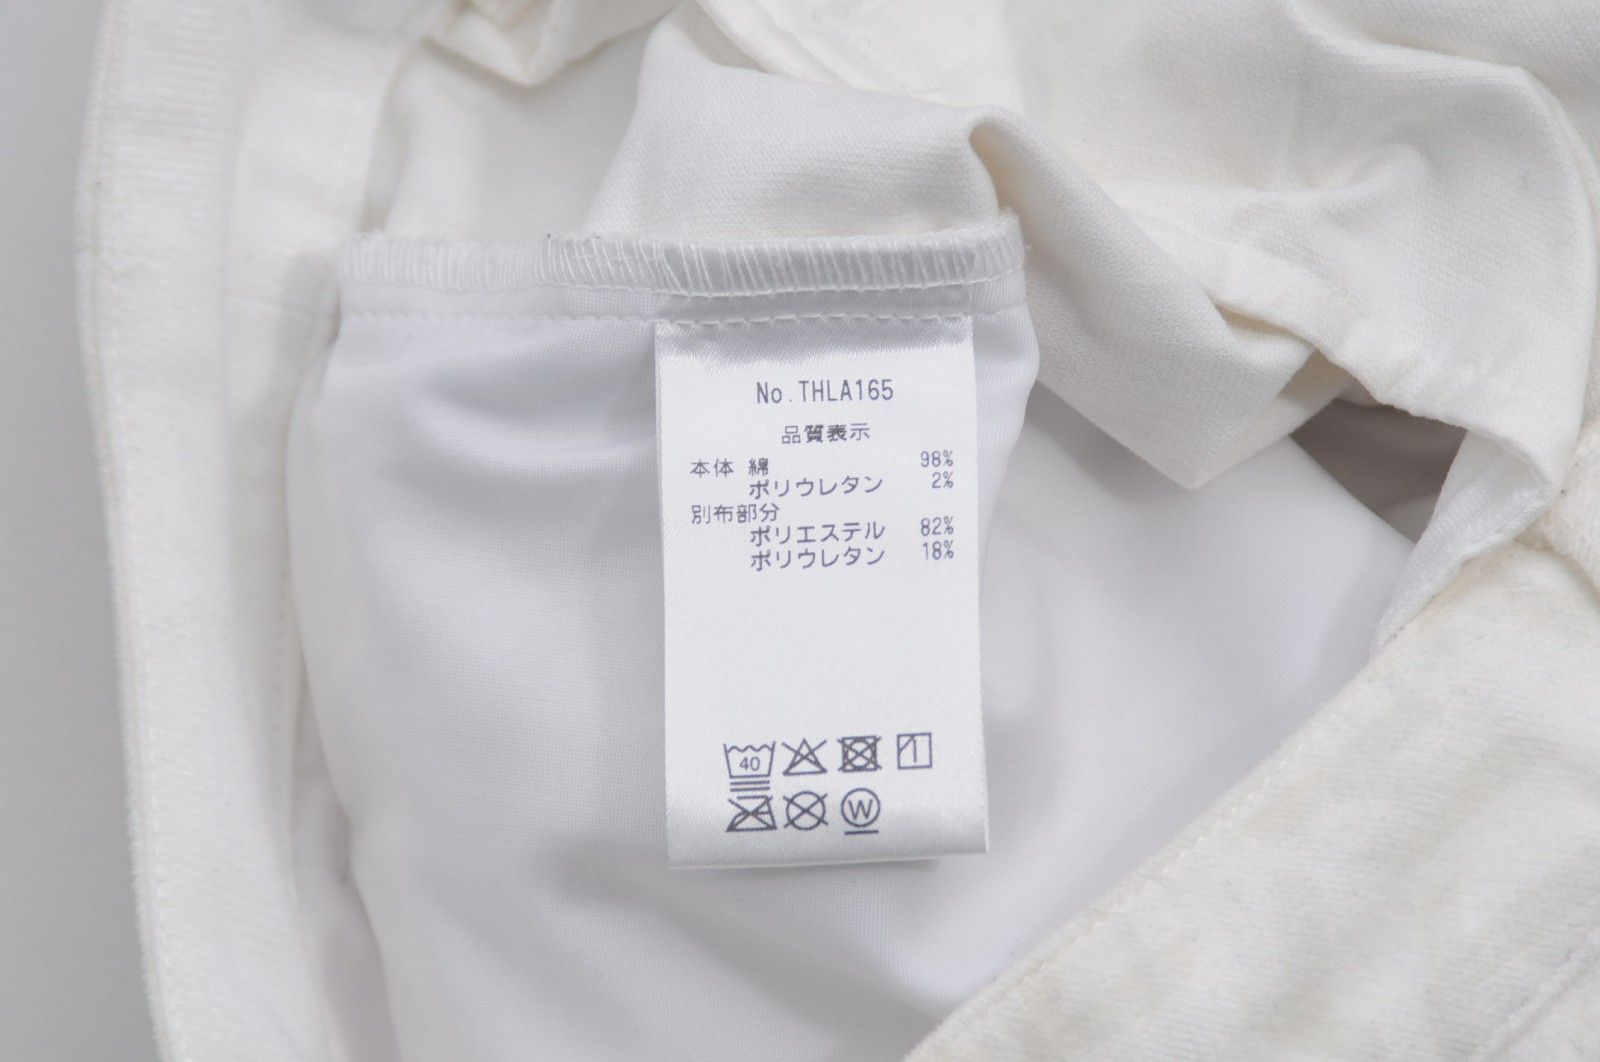 No.THLA165
品質表示
本体 綿 98%
ポリウレタン 2%
別布部分
ポリエステル 82%
ポリウレタン 18%
40
W